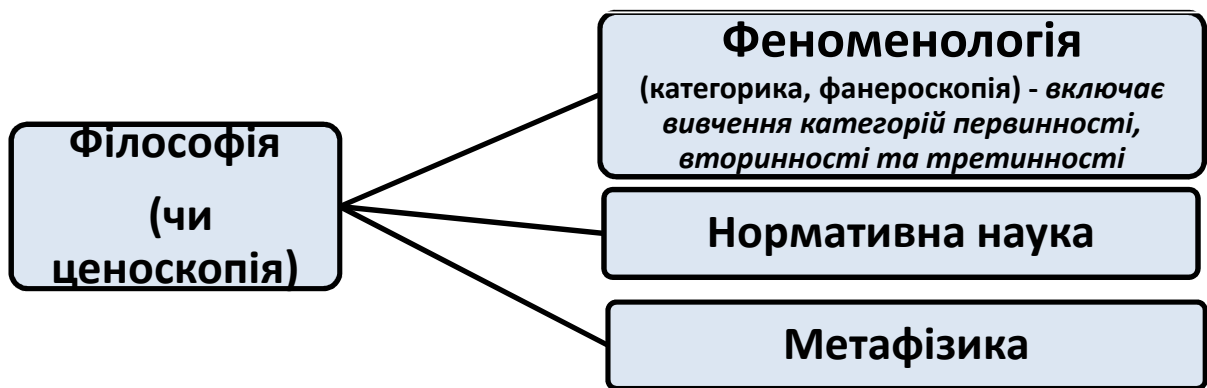 Філософія
(чи
ценоскопія)
Феноменологія
(категорика, фанероскопія) - включає
вивчення категорій первинності,
вторинності та третинності
Нормативна наука
Метафізика